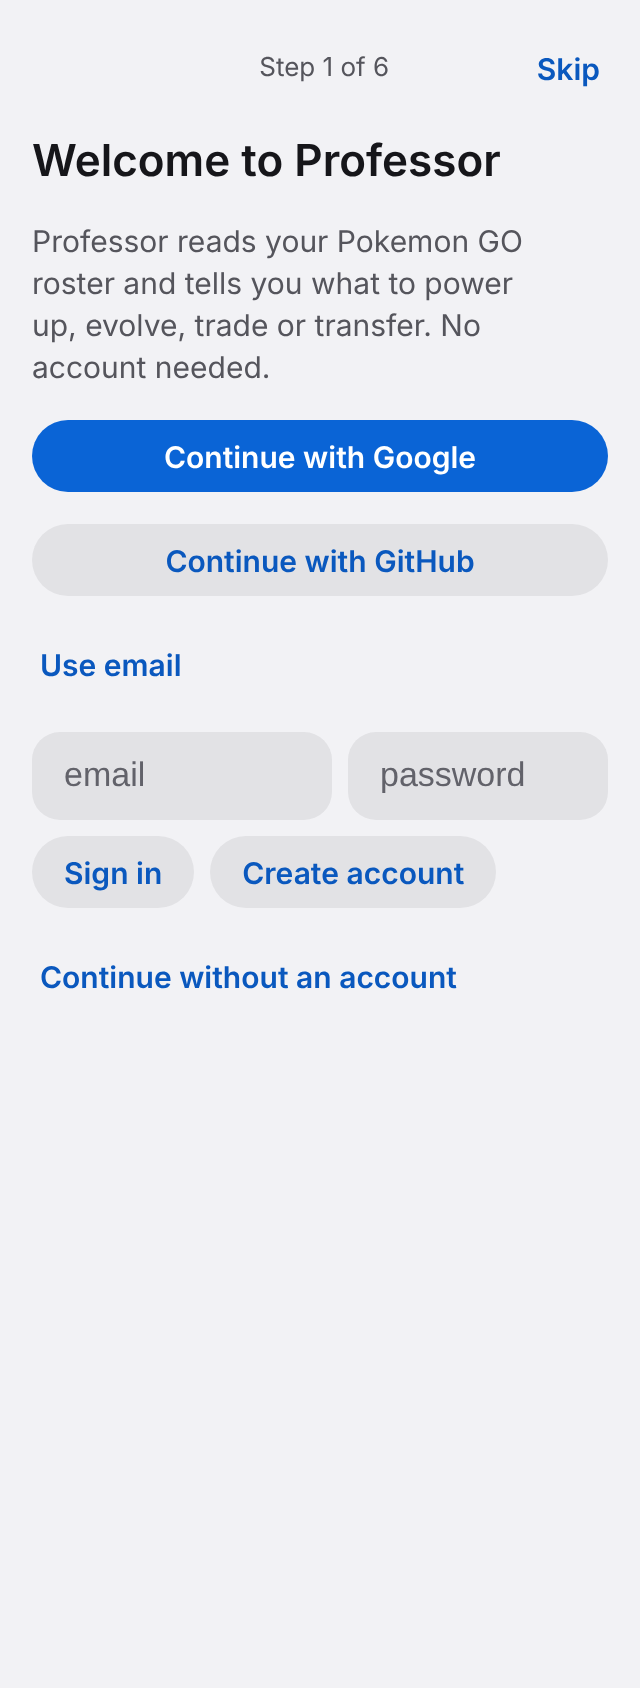 Step 1 of 6
Skip
Welcome to Professor
Professor reads your Pokemon GO
roster and tells you what to power
up, evolve, trade or transfer. No
account needed.
Continue with Google
Continue with GitHub
Use email
email
password
Sign in
Create account
Continue without an account